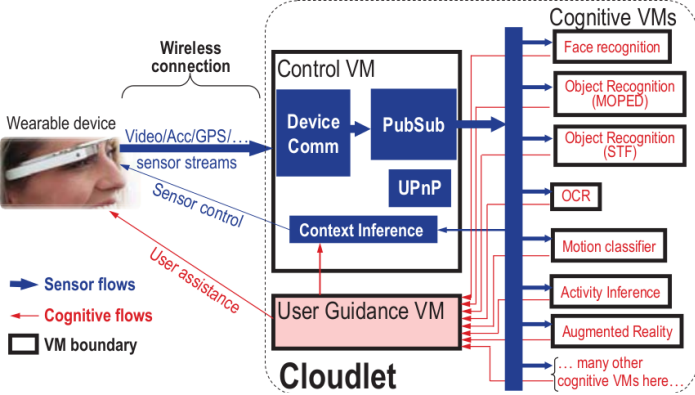 Cognitive VMs
Wireless
connection
Control VM
Face recognition
Object Recognition
(MOPED)
Wearable device
Device
Comm
PubSub
Video/Acc/GPS/…
sensor streams
Object Recognition
(STF)
UPnP
OCR
Sensor control
Context Inference
Motion classifier
User assistance
Sensor flows
Cognitive flows
VM boundary
User Guidance VM
Activity Inference
Augmented Reality
Cloudlet
… many other
cognitive VMs here…